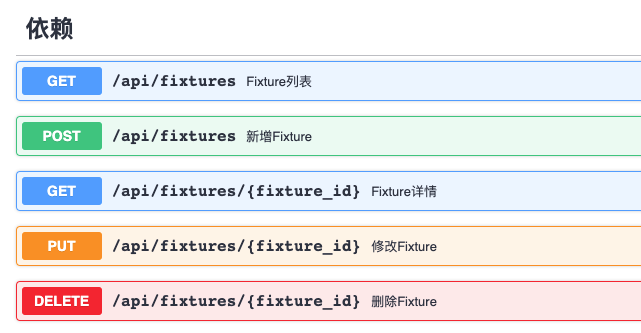 依赖
GET /api/fixtures Fixture列表
POST /api/fixtures 新增Fixture
GET /api/fixtures/{fixture_id} Fixture详情
PUT /api/fixtures/{fixture_id} 修改Fixture
DELETE /api/fixtures/{fixture_id} 删除Fixture